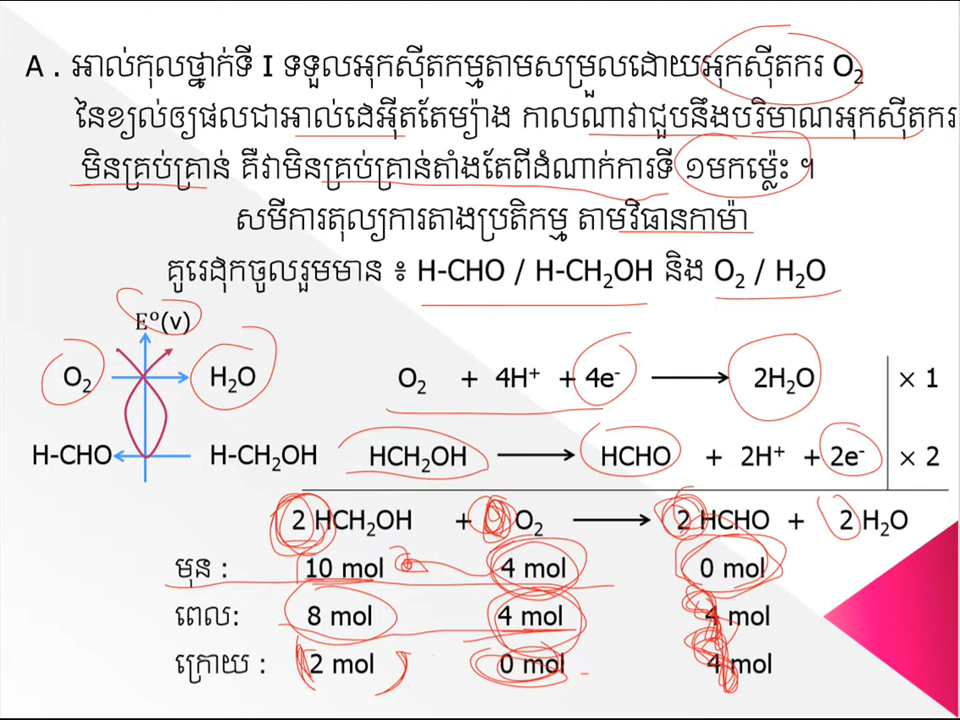 A . អាល់កុលថ្នាក់ទី I ទទួលអុកស៊ីតកម្មតាមសម្រួលដោយអុកស៊ីតករ O₂
នៃខ្យល់ឲ្យផលជាអាល់ដេអ៊ីតតែម្យ៉ាង កាលណាវាជួបនឹងបរិមាណអុកស៊ីតករ
មិនគ្រប់គ្រាន់ គឺវាមិនគ្រប់គ្រាន់តាំងតែពីដំណាក់ការទី ១មកម្ល៉េះ ។
សមីការតុល្យការតាងប្រតិកម្ម តាមវិធានកាម៉ា
គូរេដុកចូលរួមមាន ៖ H-CHO / H-CH₂OH និង O₂ / H₂O
E⁰(v)
O₂ H₂O O₂ + 4H⁺ + 4e⁻ ⟶ 2H₂O × 1
H-CHO H-CH₂OH HCH₂OH ⟶ HCHO + 2H⁺ + 2e⁻ × 2
2 HCH₂OH + O₂ ⟶ 2 HCHO + 2 H₂O
មុន : 10 mol 4 mol 0 mol
ពេល: 8 mol 4 mol 4 mol
ក្រោយ : 2 mol 0 mol 4 mol